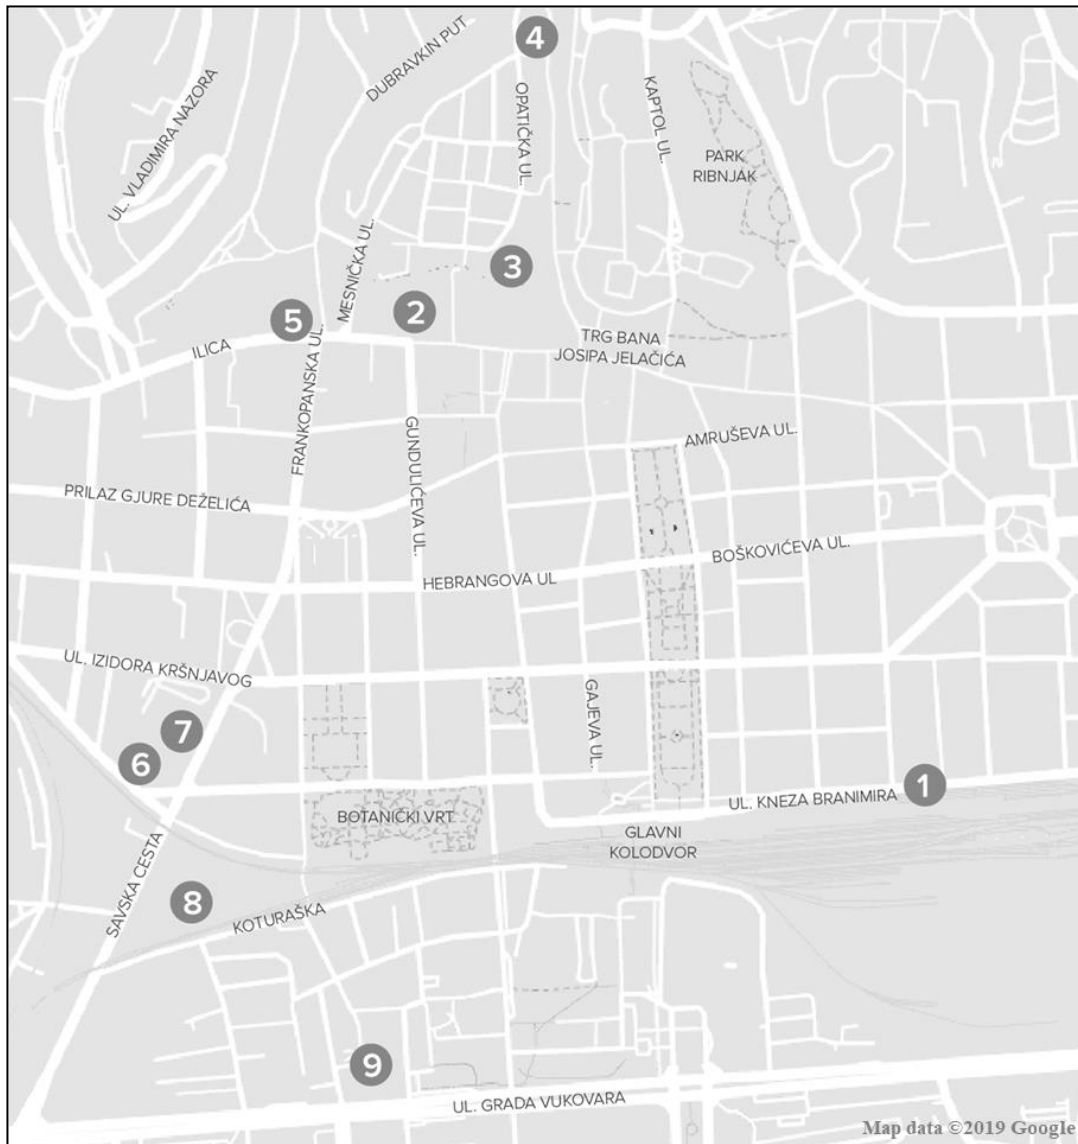 4
DUBRAVKIN PUT
UL. VLADIMIRA NAZORA
OPATIČKA UL.
KAPTOL UL.
PARK
RIBNJAK
MESNIČKA UL.
3
2
5
ILICA
FRANKOPANSKA UL.
TRG BANA
JOSIPA JELAČIĆA
GUNDULIĆEVA UL.
AMRUŠEVA UL.
PRILAZ GJURE DEŽELIĆA
HEBRANGOVA UL
BOŠKOVIĆEVA UL.
UL. IZIDORA KRŠNJAVOG
GAJEVA UL.
7
6
1
UL. KNEZA BRANIMIRA
BOTANIČKI VRT
GLAVNI
KOLODVOR
SAVSKA CESTA
8
KOTURAŠKA
9
UL. GRADA VUKOVARA
Map data ©2019 Google